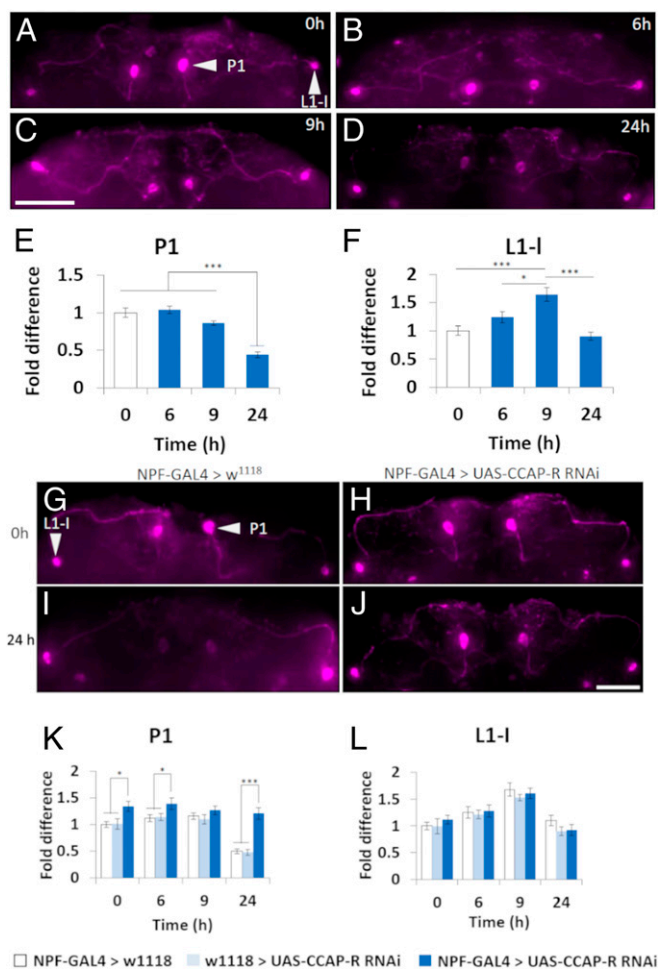 A 0h B 6h
P1
L1-I
C 9h D 24h
E P1
Fold difference
1.5
1
0.5
0
***
0 6 9 24
Time (h)
F L1-I
Fold difference
2
1.5
1
0.5
0
*** ***
*
0 6 9 24
Time (h)
NPF-GAL4 > w1118 NPF-GAL4 > UAS-CCAP-R RNAi
G H
L1-I
P1
0h
I J
24 h
K P1
Fold difference
2
1.5
1
0.5
0
* * ***
0 6 9 24
Time (h)
L L1-I
Fold difference
2
1.5
1
0.5
0
0 6 9 24
Time (h)
NPF-GAL4 > w1118 w1118 > UAS-CCAP-R RNAi NPF-GAL4 > UAS-CCAP-R RNAi